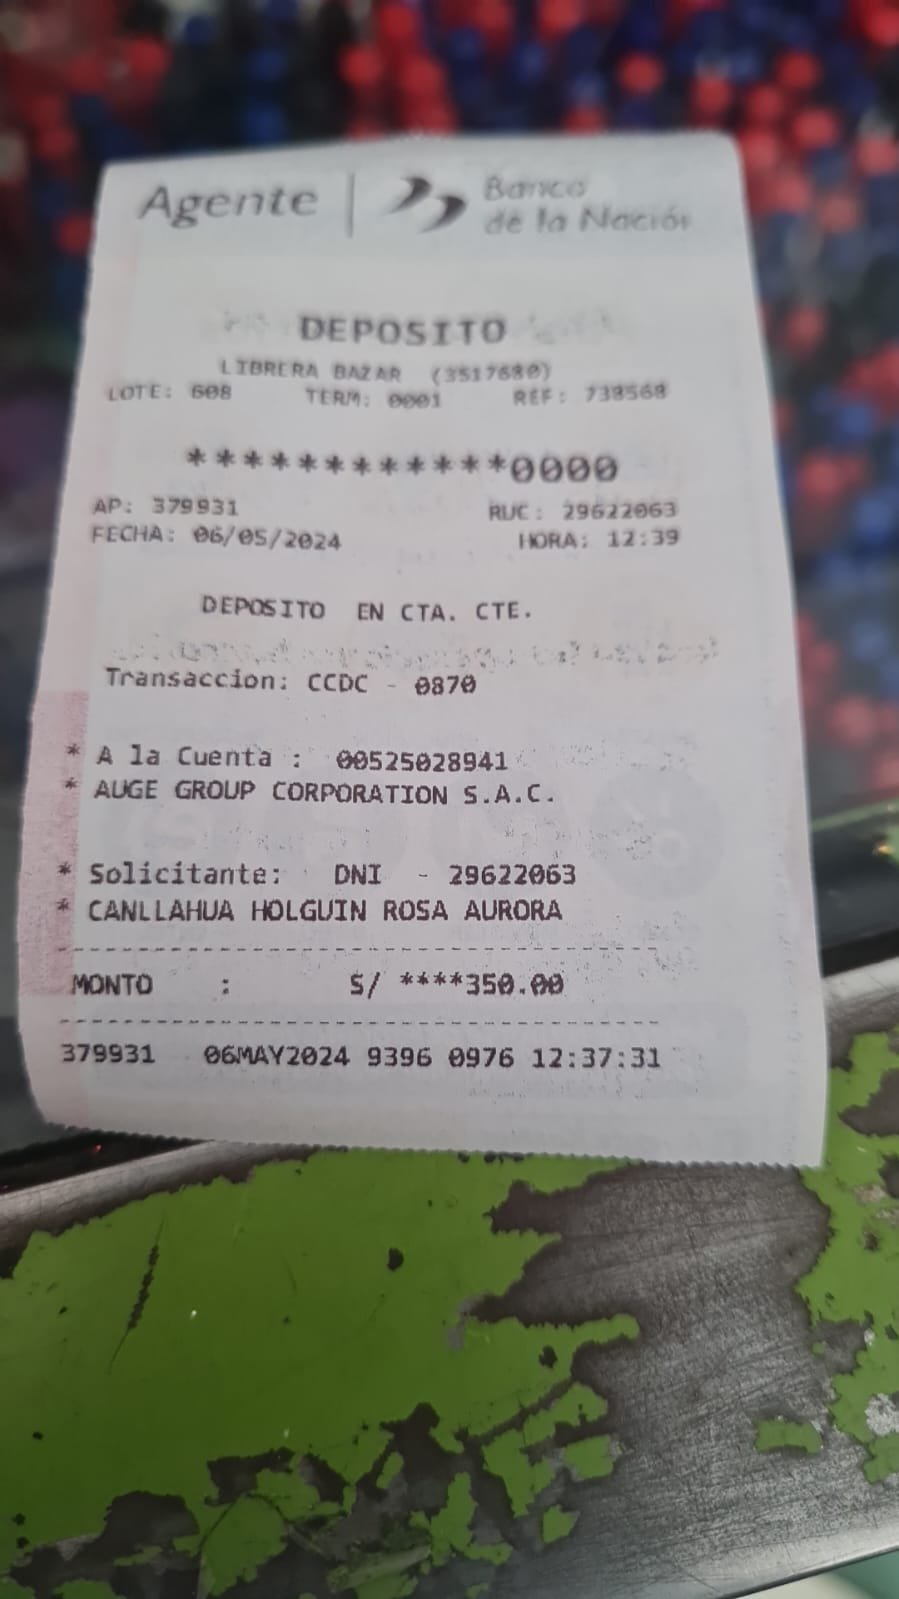 Agente | Banco
de la Nación
DEPOSITO
LIBRERA BAZAR (3517680)
LOTE: 608 TERM: 0001 REF: 738568
************0000
AP: 379931 RUC: 29622063
FECHA: 06/05/2024 HORA: 12:39
DEPOSITO EN CTA. CTE.
Transaccion: CCDC - 0870
* A la Cuenta : 00525028941
* AUGE GROUP CORPORATION S.A.C.
* Solicitante: DNI - 29622063
* CANLLAHUA HOLGUIN ROSA AURORA
MONTO : S/ ****350.00
379931 06MAY2024 9396 0976 12:37:31